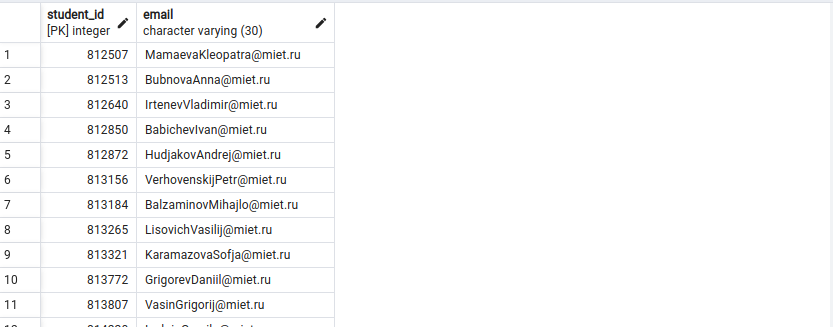 student_id email
[PK] integer character varying (30)
1 812507 MamaevaKleopatra@miet.ru
2 812513 BubnovaAnna@miet.ru
3 812640 IrtenevVladimir@miet.ru
4 812850 BabichevIvan@miet.ru
5 812872 HudjakovAndrej@miet.ru
6 813156 VerhovenskijPetr@miet.ru
7 813184 BalzaminovMihajlo@miet.ru
8 813265 LisovichVasilij@miet.ru
9 813321 KaramazovaSofja@miet.ru
10 813772 GrigorevDaniil@miet.ru
11 813807 VasinGrigorij@miet.ru